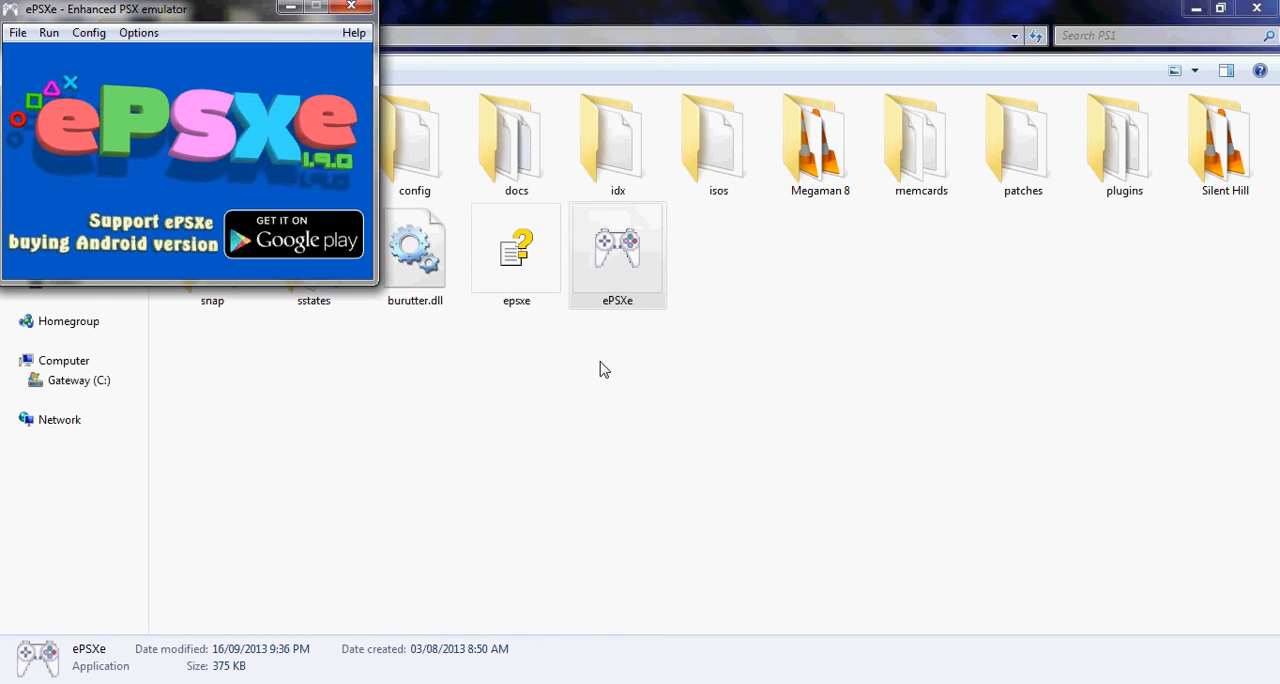 ePSXe - Enhanced PSX emulator
File Run Config Options Help
ePSXe
1.9.0
Support ePSXe
buying Android version
GET IT ON
Google play
Search PS1
config
docs
idx
isos
Megaman 8
memcards
patches
plugins
Silent Hill
snap
sstates
burutter.dll
epsxe
ePSXe
Homegroup
Computer
Gateway (C:)
Network
ePSXe Date modified: 16/09/2013 9:36 PM Date created: 03/08/2013 8:50 AM
Application Size: 375 KB